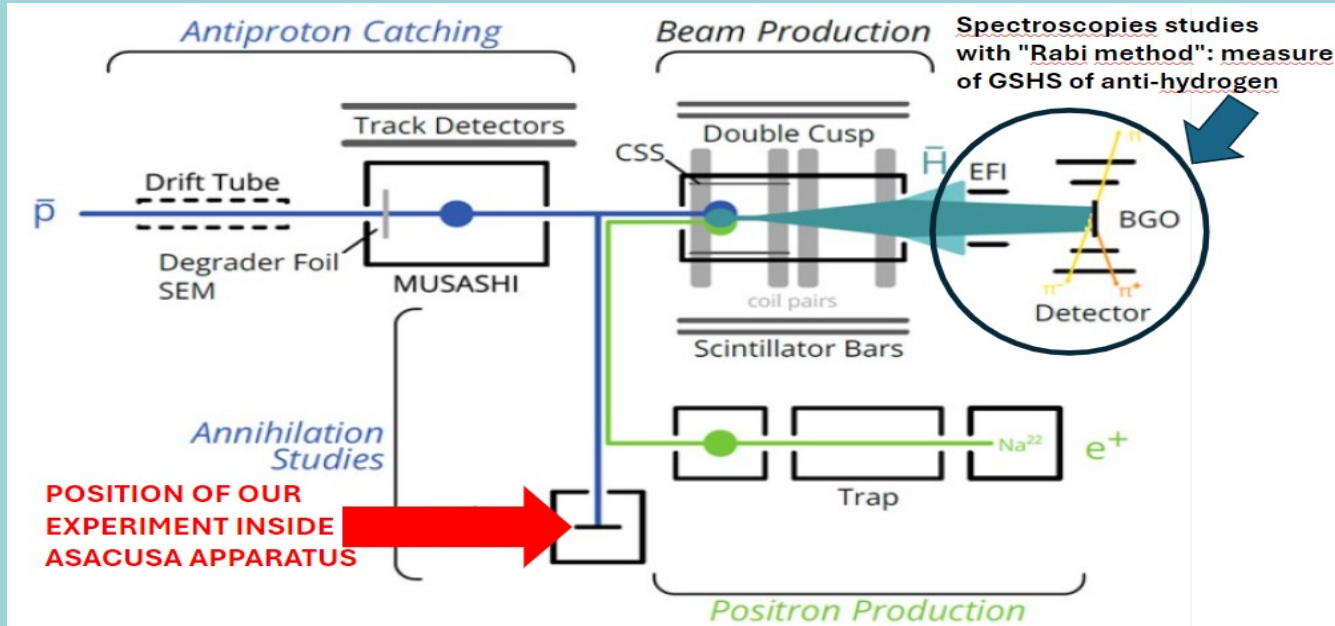 Antiproton Catching
Beam Production
Spectroscopies studies
with "Rabi method": measure
of GSHS of anti-hydrogen
Track Detectors
Double Cusp
CSS
H̄
EFI
π⁻
Drift Tube
p̄
BGO
Degrader Foil
SEM
MUSASHI
coil pairs
π⁻
π⁺
Detector
Scintillator Bars
Annihilation
Studies
Na²²
e⁺
Trap
POSITION OF OUR
EXPERIMENT INSIDE
ASACUSA APPARATUS
Positron Production